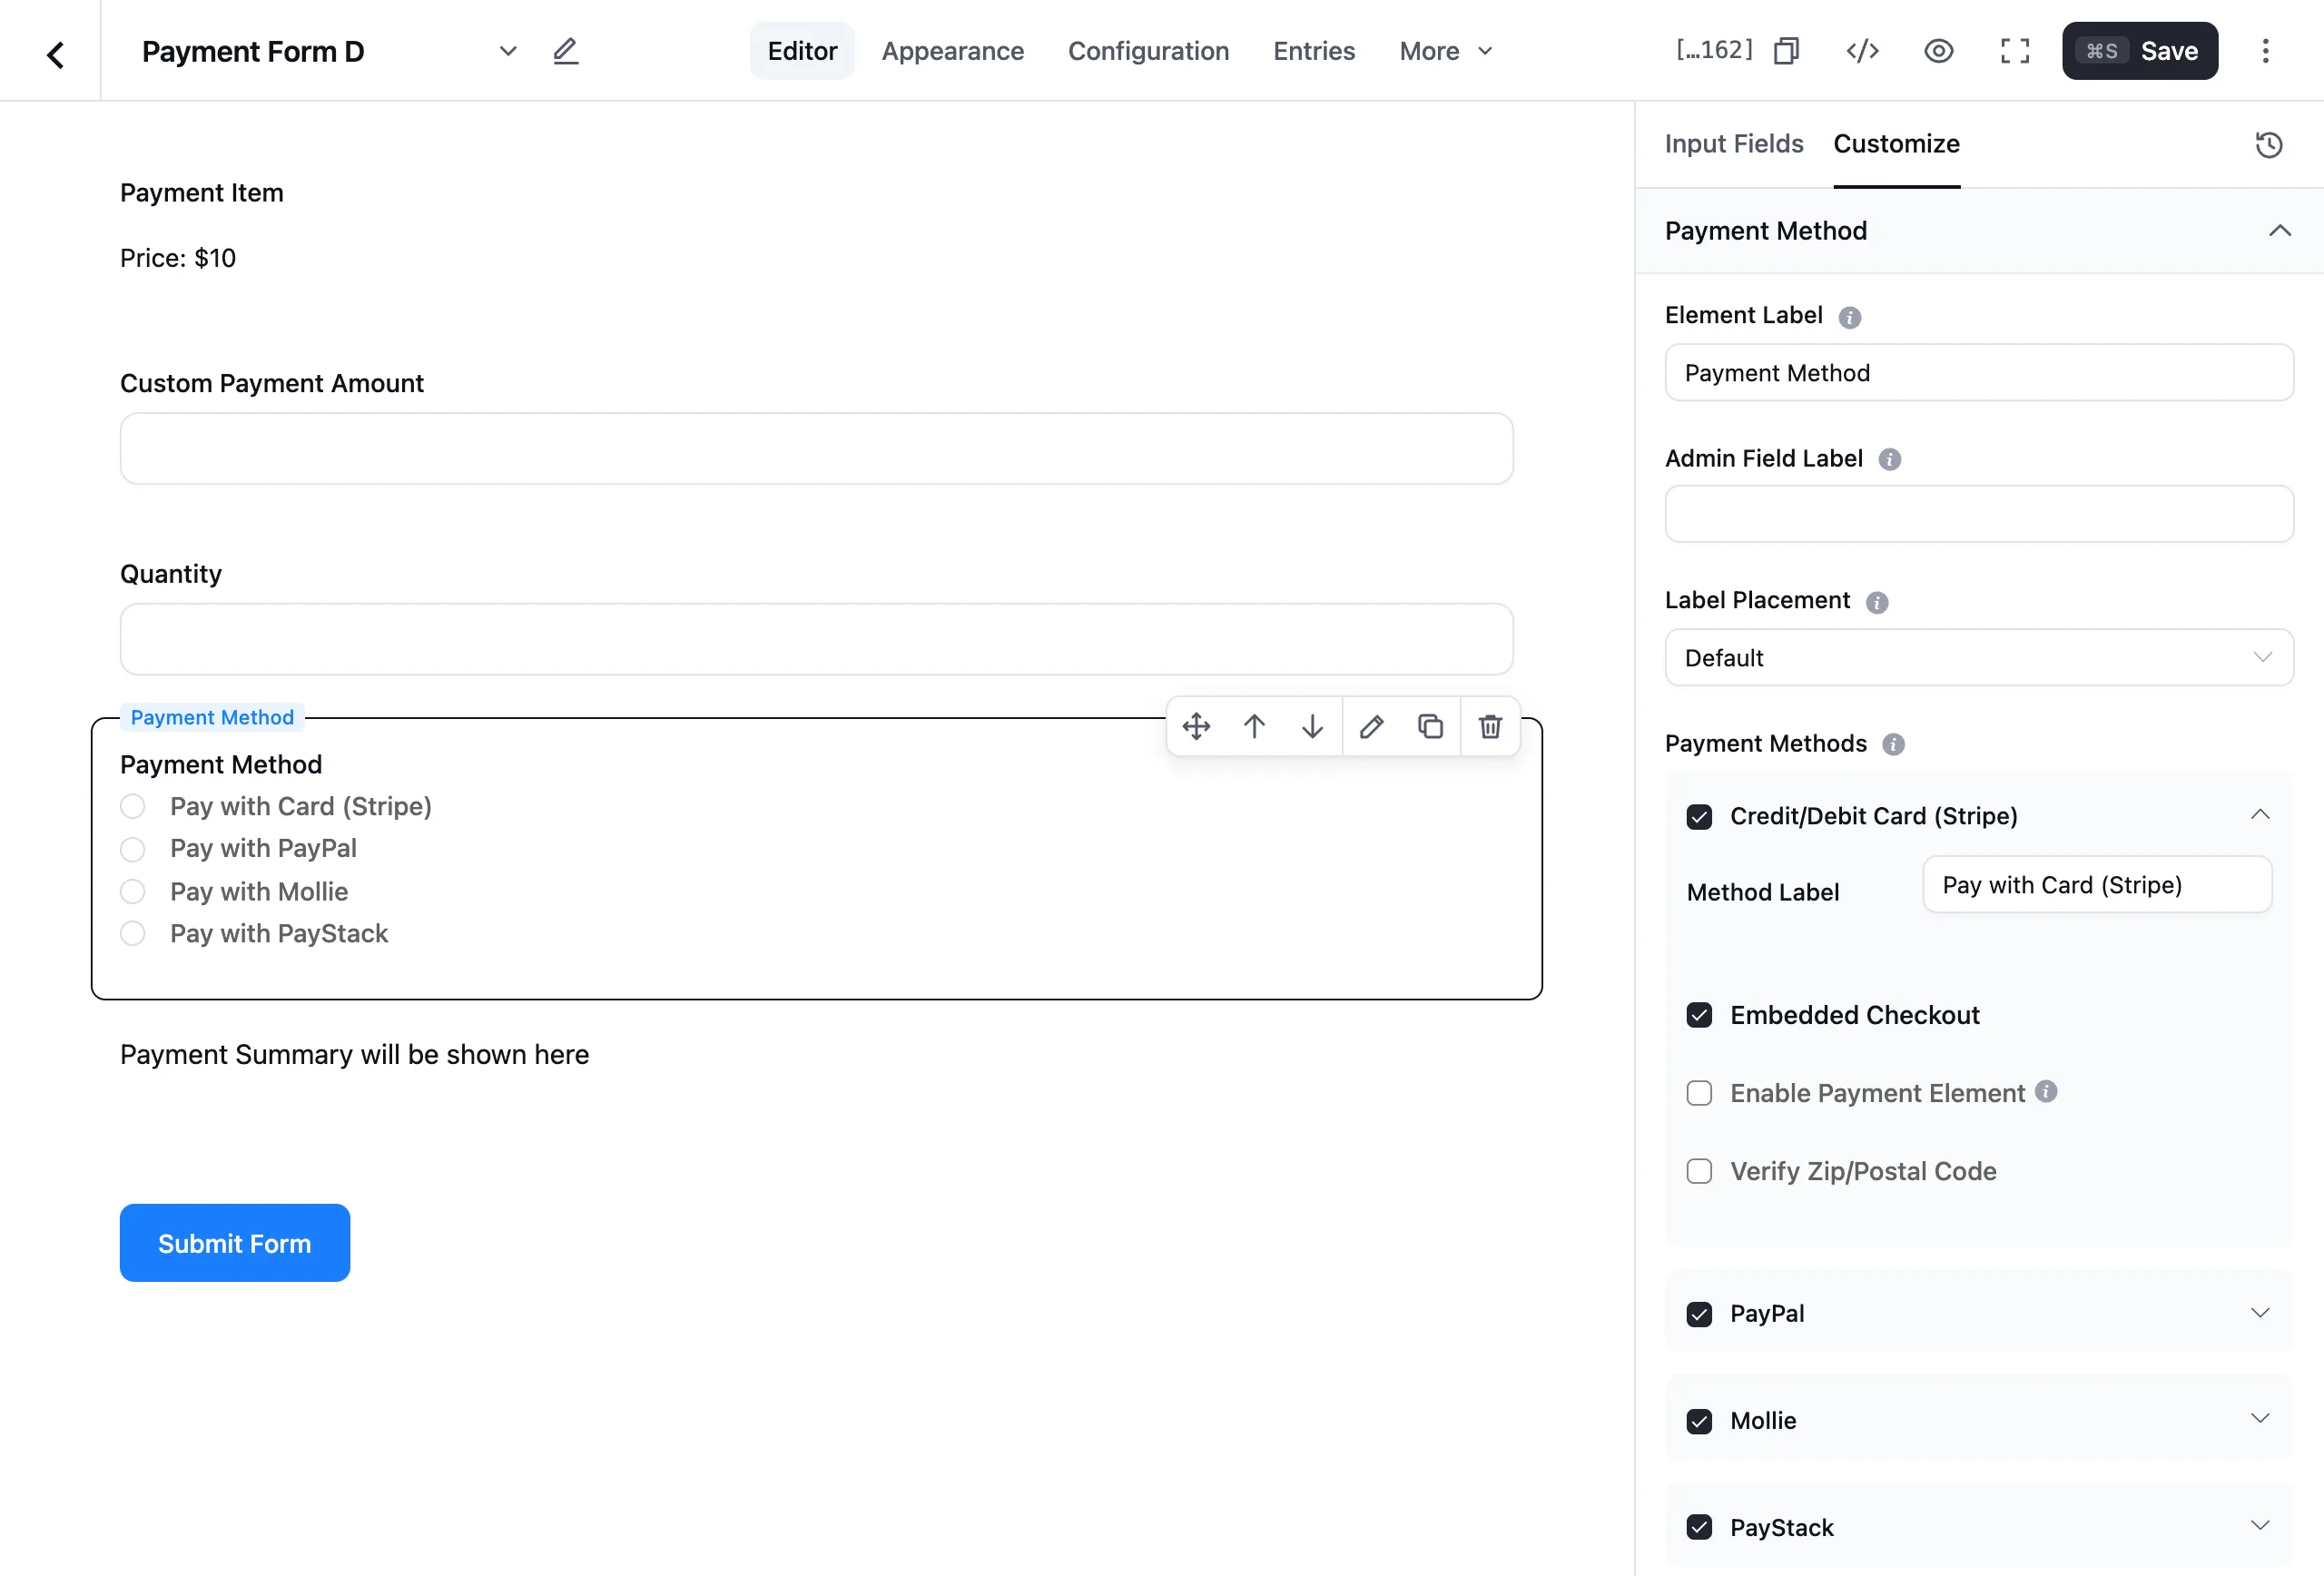 Payment Form D
Editor
Appearance
Configuration
Entries
More
[...162]
⌘S Save
Payment Item
Price: $10
Custom Payment Amount
Quantity
Payment Method
Payment Method
Pay with Card (Stripe)
Pay with PayPal
Pay with Mollie
Pay with PayStack
Payment Summary will be shown here
Submit Form
Input Fields
Customize
Payment Method
Element Label
Payment Method
Admin Field Label
Label Placement
Default
Payment Methods
Credit/Debit Card (Stripe)
Method Label
Pay with Card (Stripe)
Embedded Checkout
Enable Payment Element
Verify Zip/Postal Code
PayPal
Mollie
PayStack